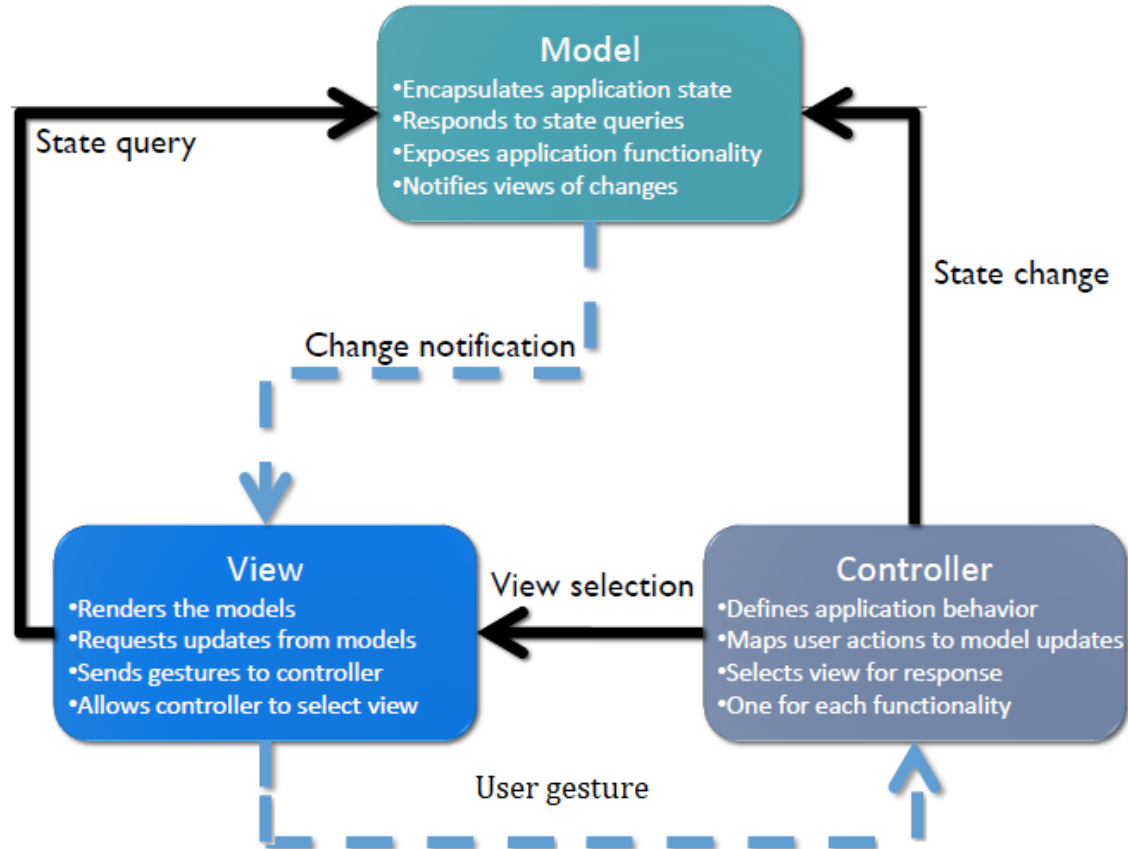 Model
•Encapsulates application state
•Responds to state queries
•Exposes application functionality
•Notifies views of changes
State query
State change
Change notification
View
•Renders the models
•Requests updates from models
•Sends gestures to controller
•Allows controller to select view
View selection
Controller
•Defines application behavior
•Maps user actions to model updates
•Selects view for response
•One for each functionality
User gesture